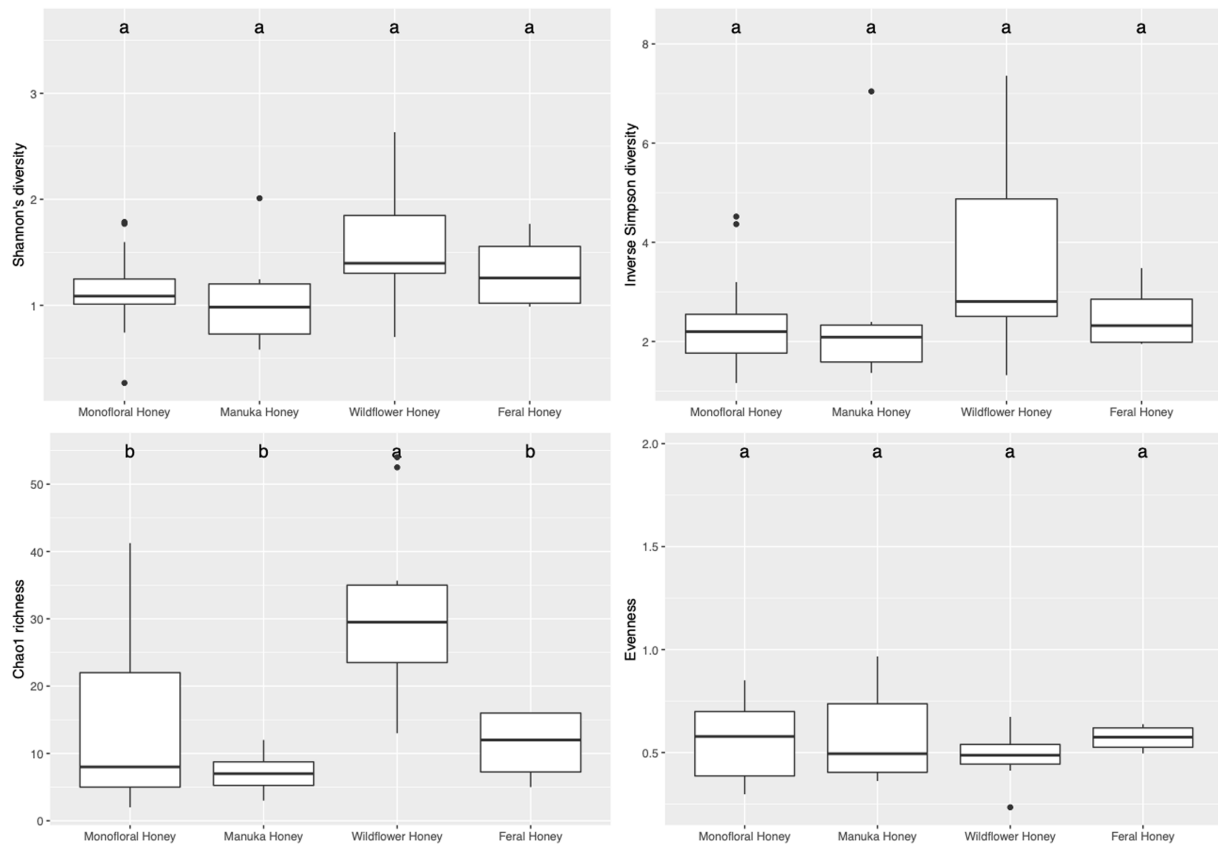 a a a a
Shannon's diversity
3
2
1
Monofloral Honey Manuka Honey Wildflower Honey Feral Honey
a a a a
Inverse Simpson diversity
8
6
4
2
Monofloral Honey Manuka Honey Wildflower Honey Feral Honey
b b a b
Chao1 richness
50
40
30
20
10
0
Monofloral Honey Manuka Honey Wildflower Honey Feral Honey
a a a a
Evenness
2.0
1.5
1.0
0.5
Monofloral Honey Manuka Honey Wildflower Honey Feral Honey